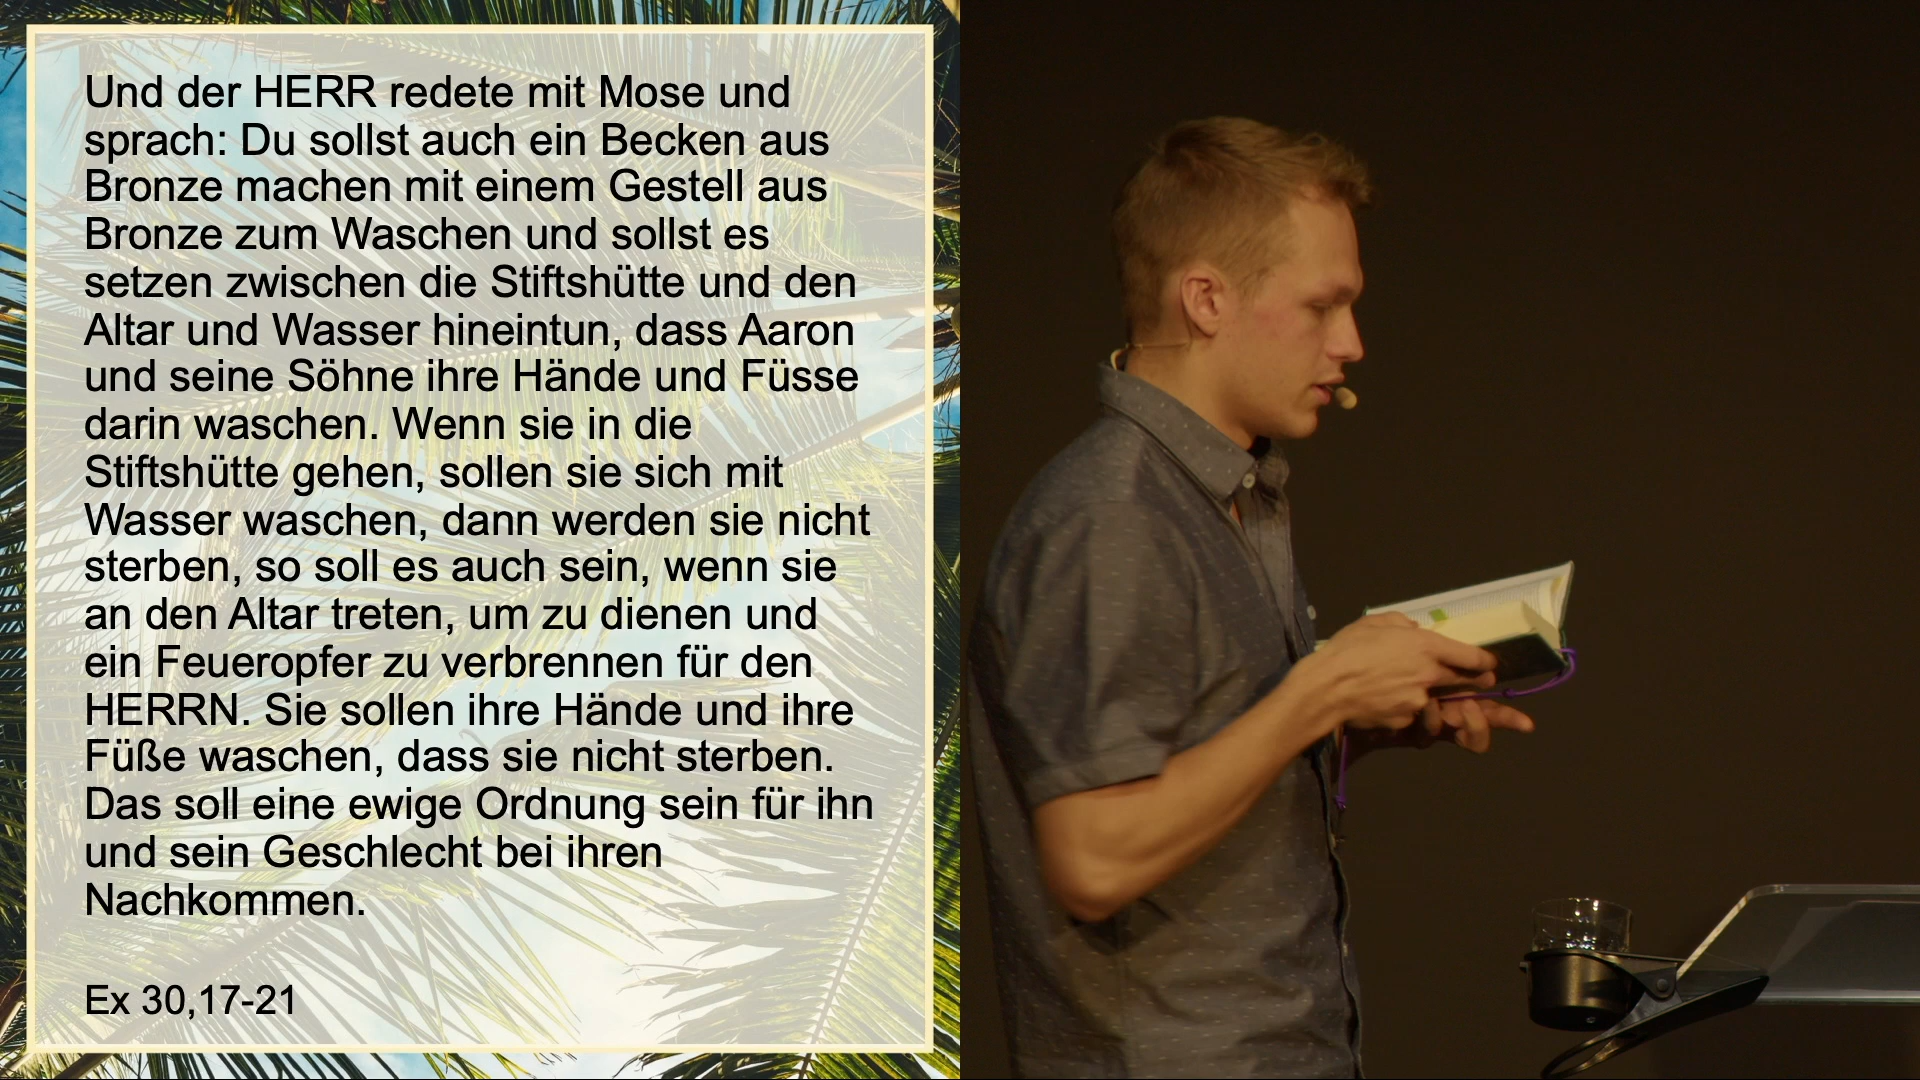 Und der HERR redete mit Mose und
sprach: Du sollst auch ein Becken aus
Bronze machen mit einem Gestell aus
Bronze zum Waschen und sollst es
setzen zwischen die Stiftshütte und den
Altar und Wasser hineintun, dass Aaron
und seine Söhne ihre Hände und Füsse
darin waschen. Wenn sie in die
Stiftshütte gehen, sollen sie sich mit
Wasser waschen, dann werden sie nicht
sterben, so soll es auch sein, wenn sie
an den Altar treten, um zu dienen und
ein Feueropfer zu verbrennen für den
HERRN. Sie sollen ihre Hände und ihre
Füße waschen, dass sie nicht sterben.
Das soll eine ewige Ordnung sein für ihn
und sein Geschlecht bei ihren
Nachkommen.
Ex 30,17-21